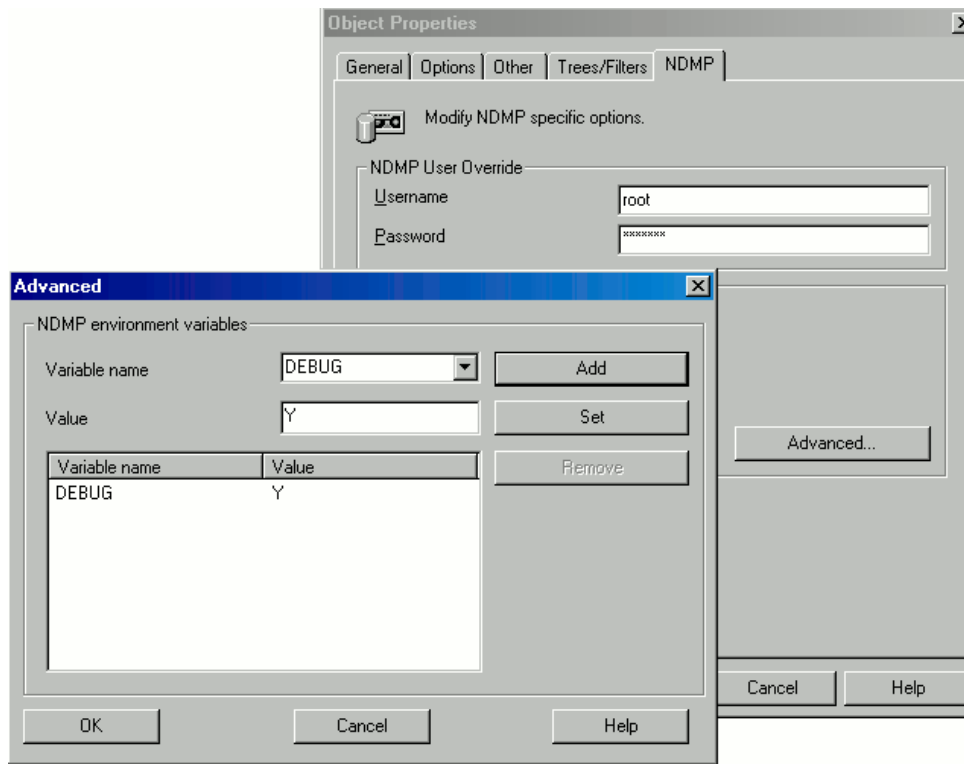 Object Properties
General Options Other Trees/Filters NDMP
Modify NDMP specific options.
NDMP User Override
Username root
Password *******
Advanced
NDMP environment variables
Variable name DEBUG Add
Value Y Set
Variable name Value Remove
DEBUG Y
Advanced...
Cancel Help
OK Cancel Help